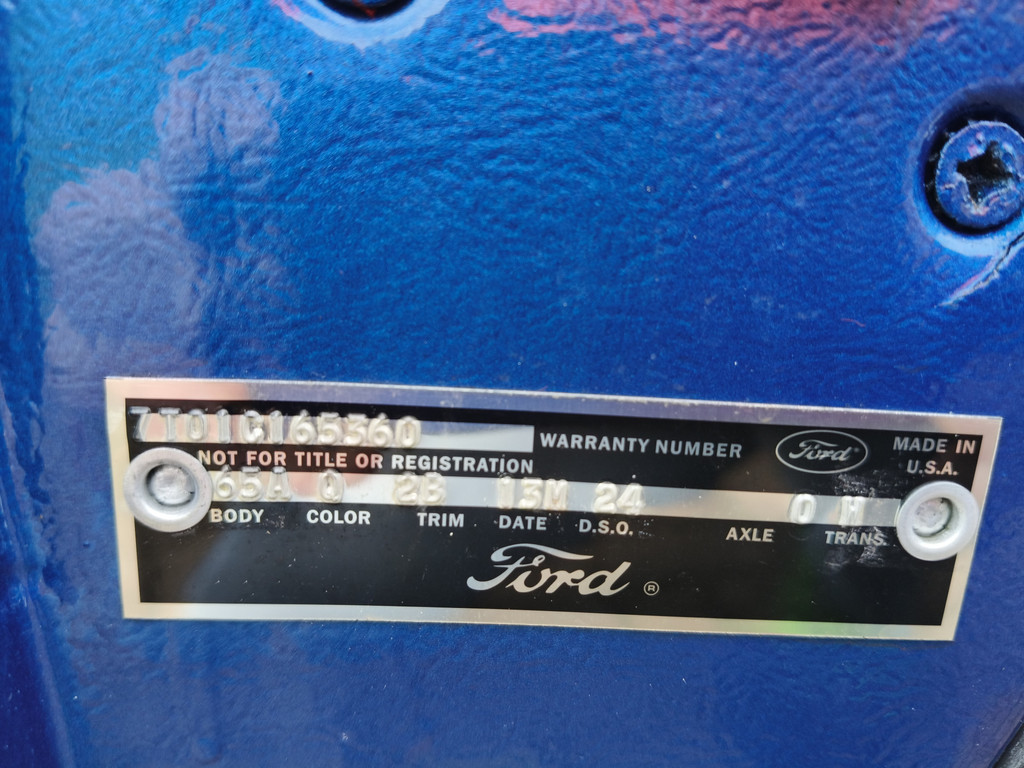 7T01C165360 WARRANTY NUMBER Ford MADE IN U.S.A.
NOT FOR TITLE OR REGISTRATION
65A Q 2B 13M 24 0 H
BODY COLOR TRIM DATE D.S.O. AXLE TRANS.
Ford ®